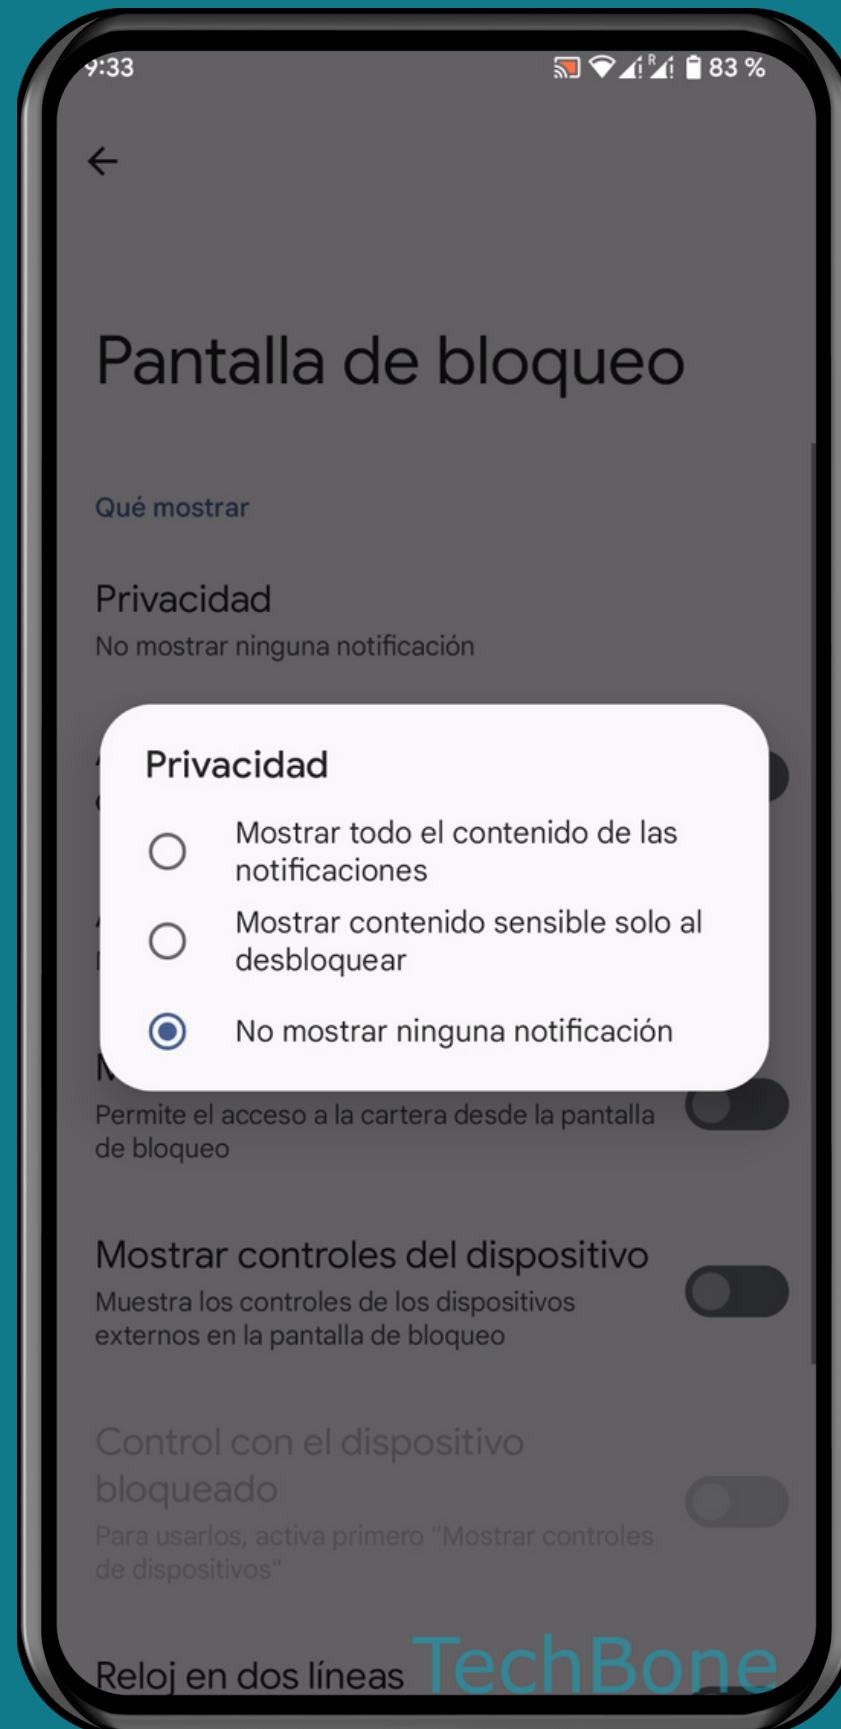 9:33
R
83 %
Pantalla de bloqueo
Qué mostrar
Privacidad
No mostrar ninguna notificación
Privacidad
Mostrar todo el contenido de las
notificaciones
Mostrar contenido sensible solo al
desbloquear
No mostrar ninguna notificación
Permite el acceso a la cartera desde la pantalla
de bloqueo
Mostrar controles del dispositivo
Muestra los controles de los dispositivos
externos en la pantalla de bloqueo
Control con el dispositivo
bloqueado
Para usarlos, activa primero "Mostrar controles
de dispositivos"
Reloj en dos líneas
TechBone